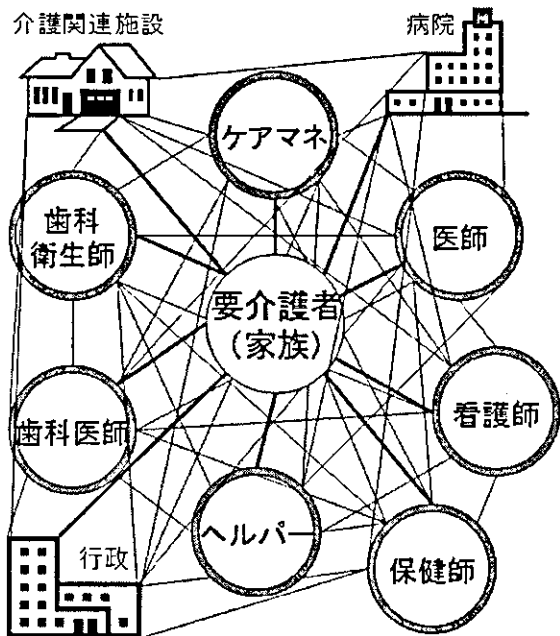 介護関連施設
病院
ケアマネ
歯科
衛生師
医師
要介護者
(家族)
歯科医師
看護師
ヘルパー
保健師
行政
H